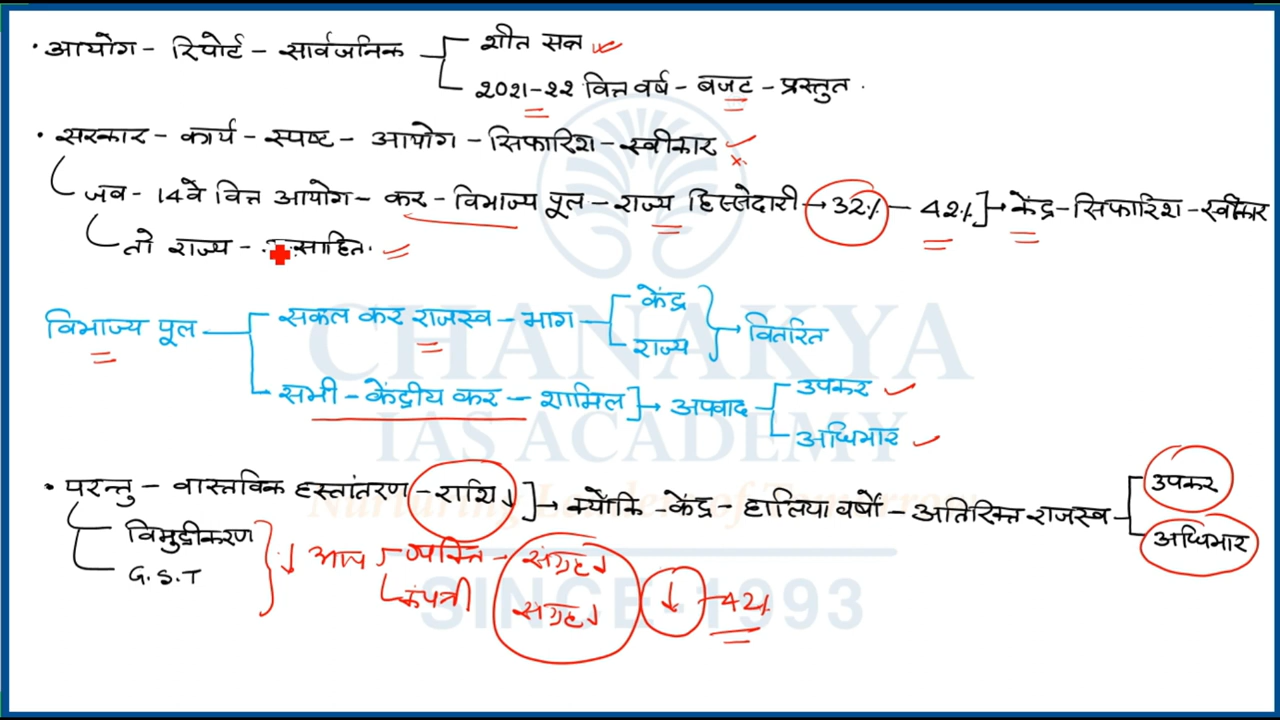 · आयोग - रिपोर्ट - सार्वजनिक
शीत सत्र
2021-22 वित्त वर्ष - बजट - प्रस्तुत ·
· सरकार - कार्य - स्पष्ट - आयोग - सिफारिश - स्वीकार
जब - 14वे वित्त आयोग - कर - विभाज्य पूल - राज्य हिस्सेदारी → 32% - 42% ] → केंद्र - सिफारिश - स्वीकार
तो राज्य - साहित ·
विभाज्य पूल
सकल कर राजस्व - भाग
केंद्र
राज्य
→ वितरित
सभी - केंद्रीय कर - शामिल ] → अपवाद
उपकर
अधिभार
· परन्तु - वास्तविक हस्तांतरण - राशि ↓ ] → क्योंकि - केंद्र - हालिया वर्षों - अतिरिक्त राजस्व
उपकर
अधिभार
विमुद्रीकरण
G.S.T
↓ आय
व्यक्ति - संग्रह ↓
कंपनी संग्रह ↓
↓ - 42%
CHANAKYA
IAS ACADEMY
SINCE-1993